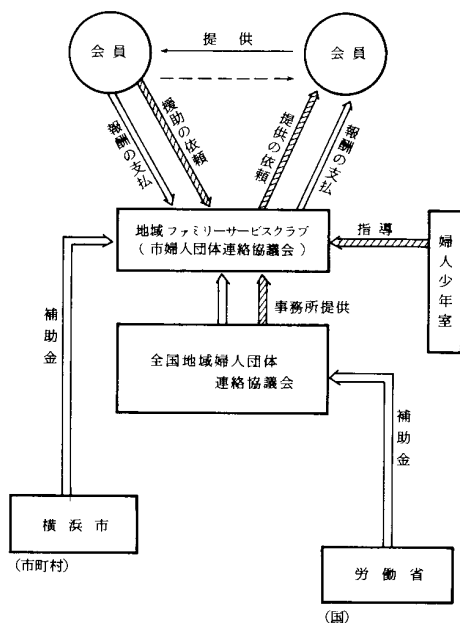 会員
提供
会員
報酬の支払
援助の依頼
提供の依頼
報酬の支払
地域ファミリーサービスクラブ
(市婦人団体連絡協議会)
指導
婦人少年室
補助金
事務所提供
全国地域婦人団体
連絡協議会
補助金
横浜市
(市町村)
労働省
(国)